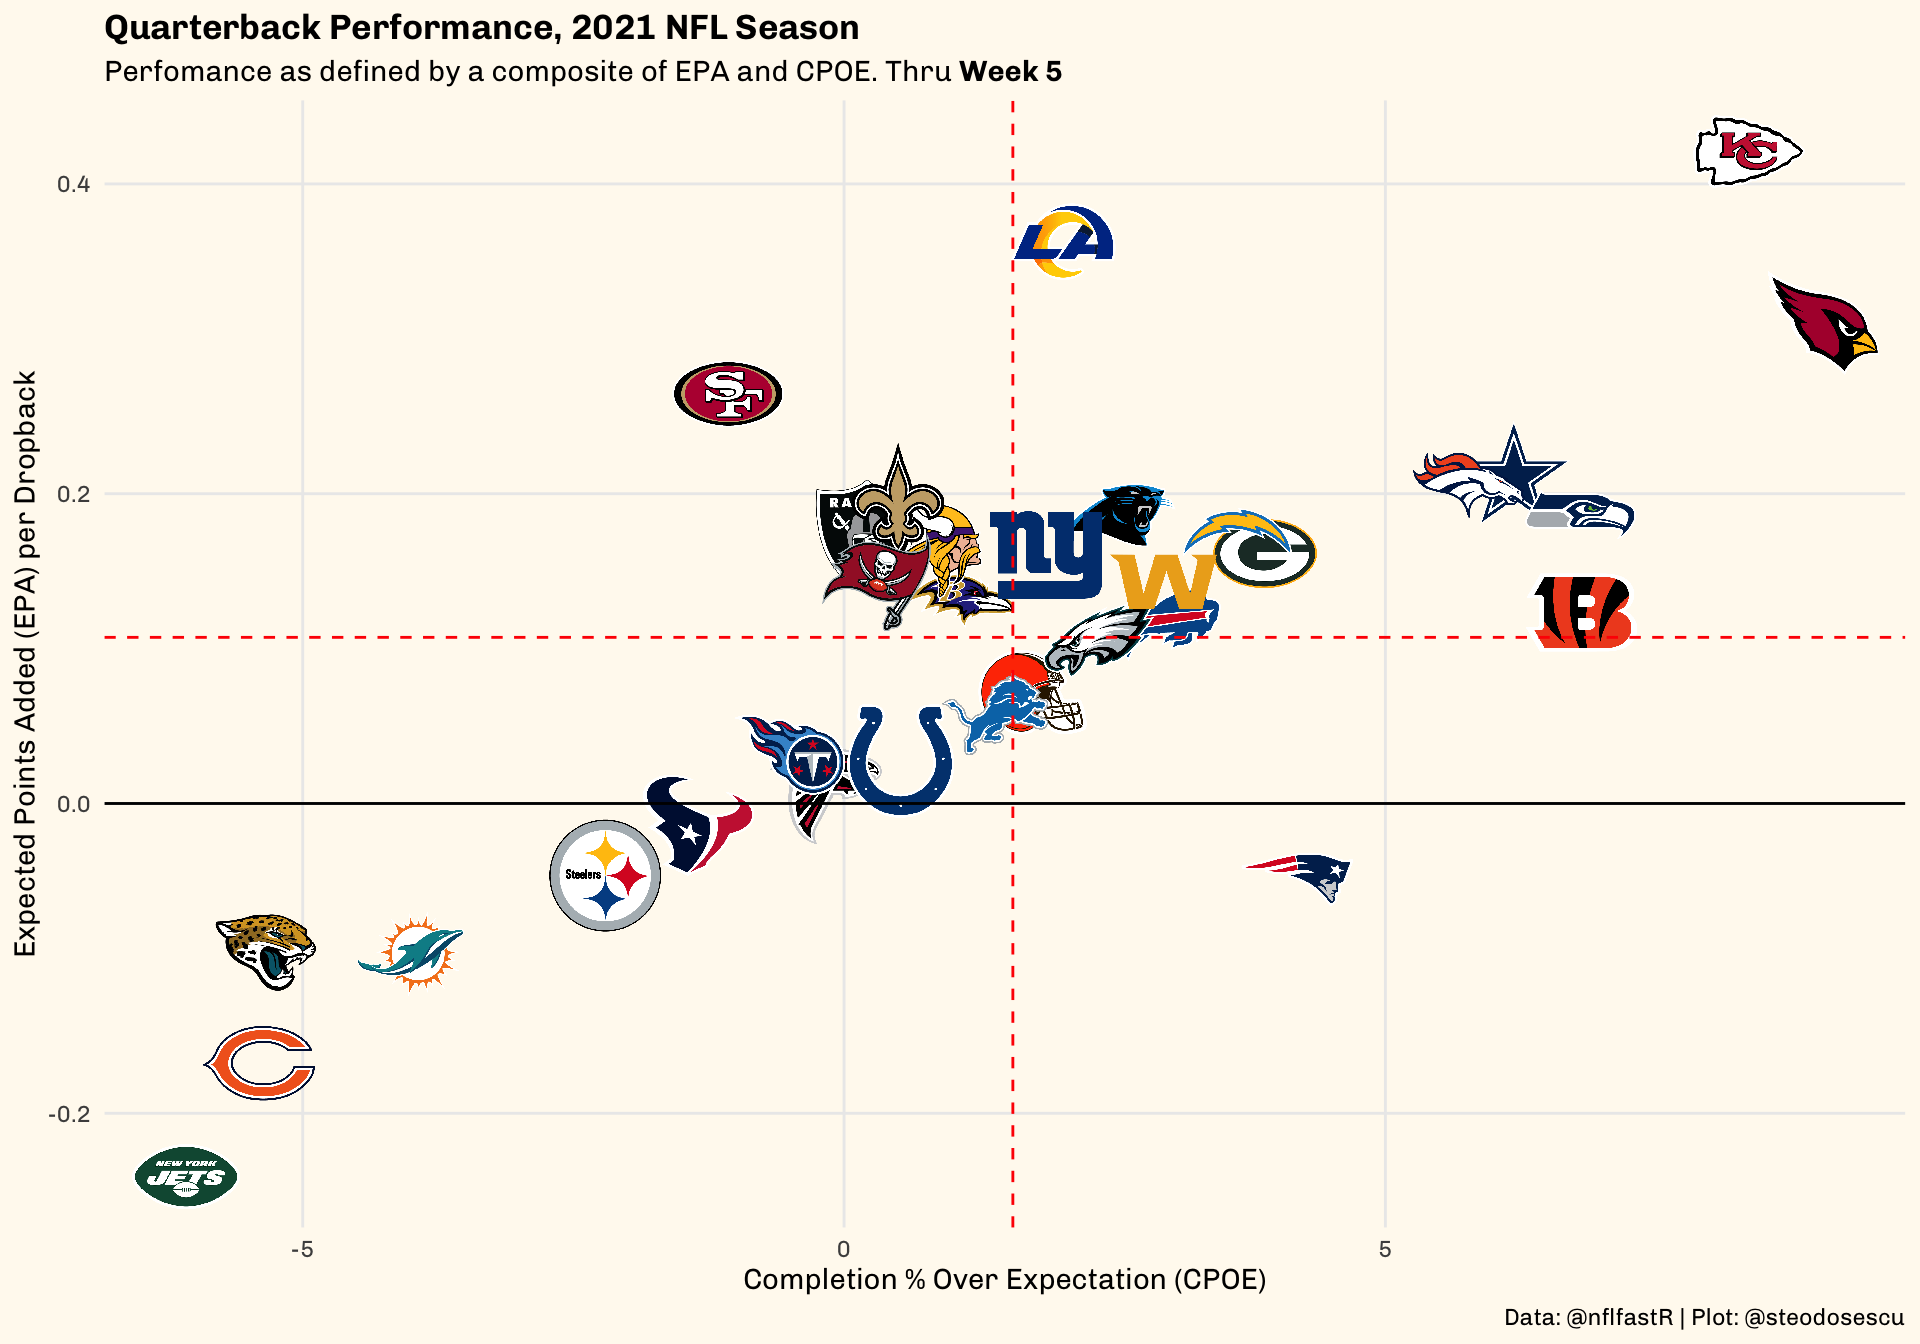 Quarterback Performance, 2021 NFL Season
Perfomance as defined by a composite of EPA and CPOE. Thru Week 5
Expected Points Added (EPA) per Dropback
0.4
0.2
0.0
-0.2
KC
LA
SF
RA
ny
G
W
B
B
T
Steelers
C
NEW YORK
JETS
-5
0
5
Completion % Over Expectation (CPOE)
Data: @nflfastR | Plot: @steodosescu